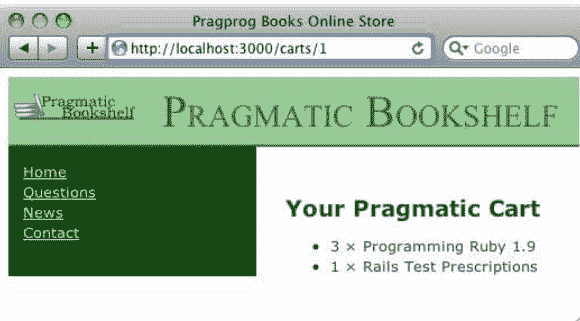 Pragprog Books Online Store
http://localhost:3000/carts/1
Google
Pragmatic
Bookshelf
PRAGMATIC BOOKSHELF
Home
Questions
News
Contact
Your Pragmatic Cart
• 3 × Programming Ruby 1.9
• 1 × Rails Test Prescriptions